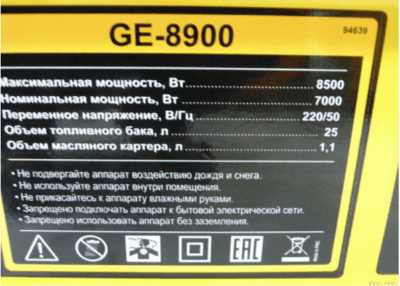 GE-8900
94639
Максимальная мощность, Вт 8500
Номинальная мощность, Вт 7000
Переменное напряжение, В/Гц 220/50
Объем топливного бака, л 25
Объем масляного картера, л 1,1
• Не подвергайте аппарат воздействию дождя и снега.
• Не используйте аппарат внутри помещения.
• Не прикасайтесь к аппарату влажными руками.
• Запрещено подключать аппарат к бытовой электрической сети.
• Запрещено использовать аппарат без заземления.
EAC